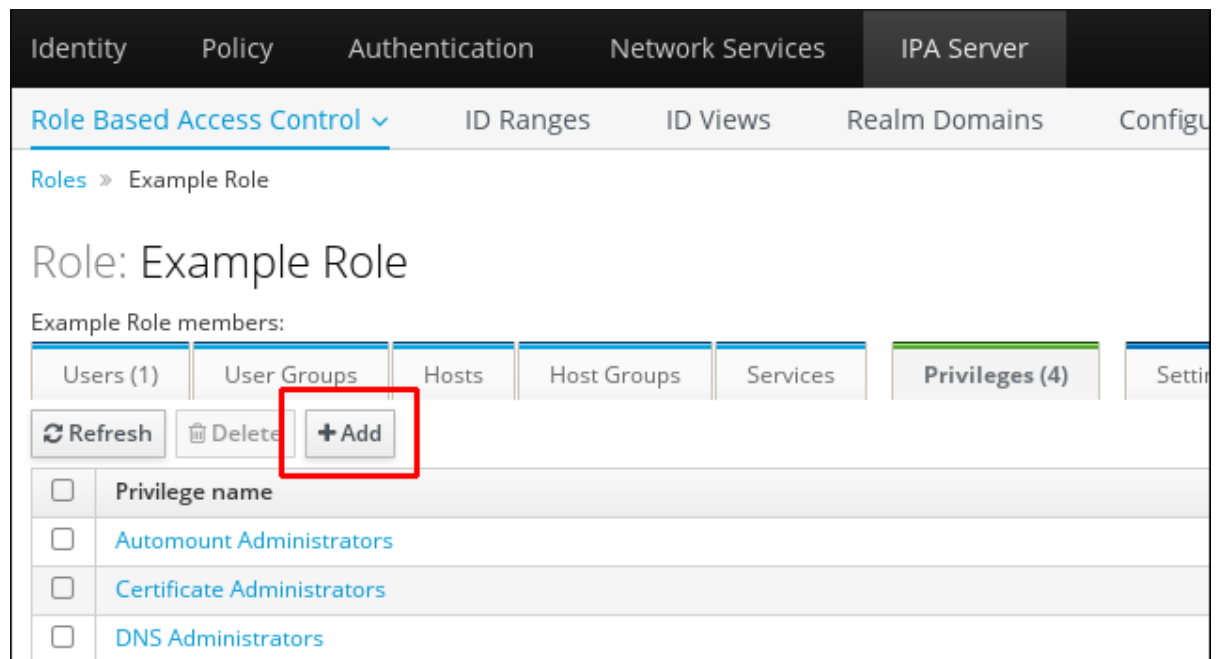 Identity Policy Authentication Network Services IPA Server
Role Based Access Control ID Ranges ID Views Realm Domains
Roles » Example Role
Role: Example Role
Example Role members:
Users (1) User Groups Hosts Host Groups Services Privileges (4)
Refresh Delete + Add
Privilege name
Automount Administrators
Certificate Administrators
DNS Administrators